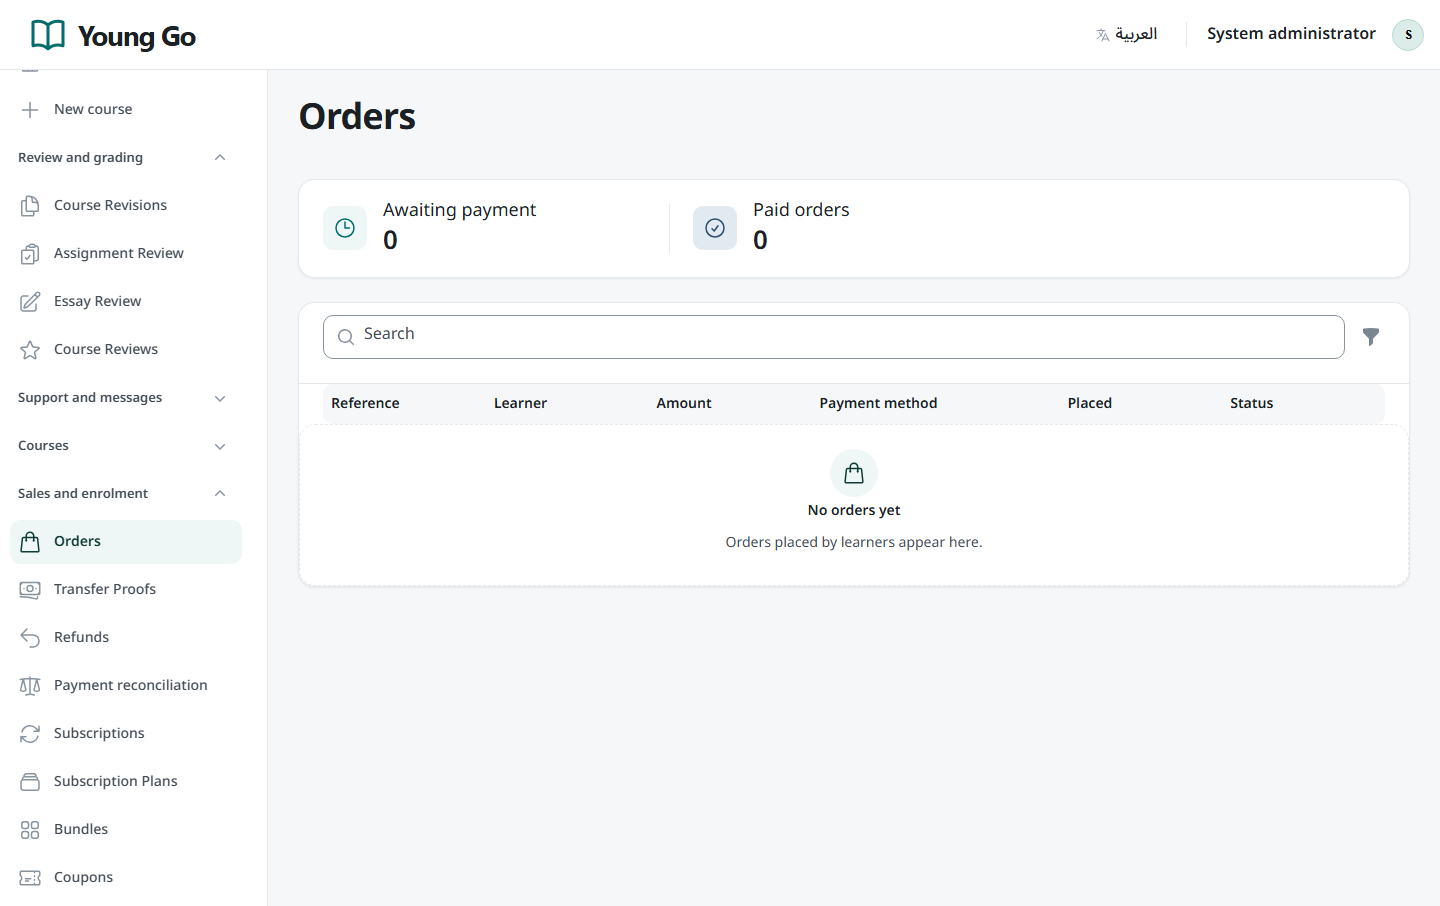 Young Go
العربية
System administrator
S
New course
Review and grading
Course Revisions
Assignment Review
Essay Review
Course Reviews
Support and messages
Courses
Sales and enrolment
Orders
Transfer Proofs
Refunds
Payment reconciliation
Subscriptions
Subscription Plans
Bundles
Coupons
Orders
Awaiting payment
0
Paid orders
0
Search
Reference Learner Amount Payment method Placed Status
No orders yet
Orders placed by learners appear here.